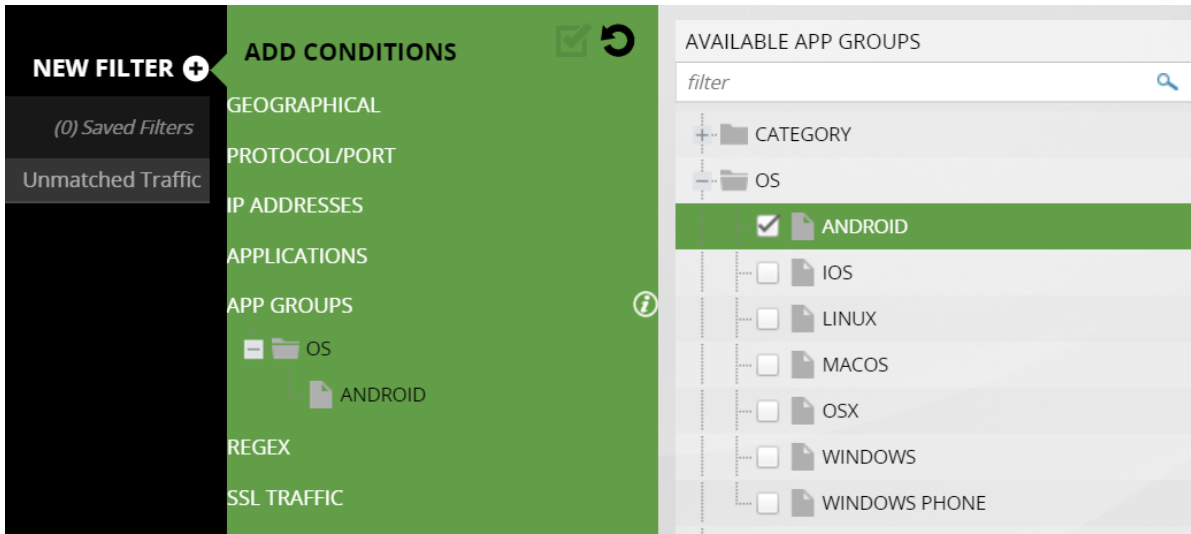 NEW FILTER
(0) Saved Filters
Unmatched Traffic
ADD CONDITIONS
GEOGRAPHICAL
PROTOCOL/PORT
IP ADDRESSES
APPLICATIONS
APP GROUPS
OS
ANDROID
REGEX
SSL TRAFFIC
AVAILABLE APP GROUPS
filter
CATEGORY
OS
ANDROID
IOS
LINUX
MACOS
OSX
WINDOWS
WINDOWS PHONE